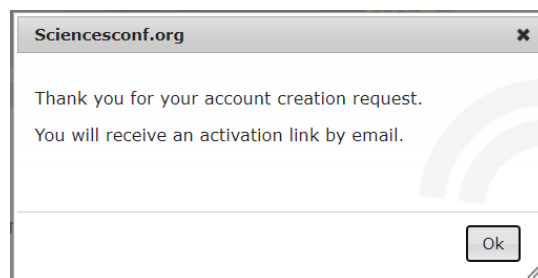 Sciencesconf.org
Thank you for your account creation request.
You will receive an activation link by email.
Ok